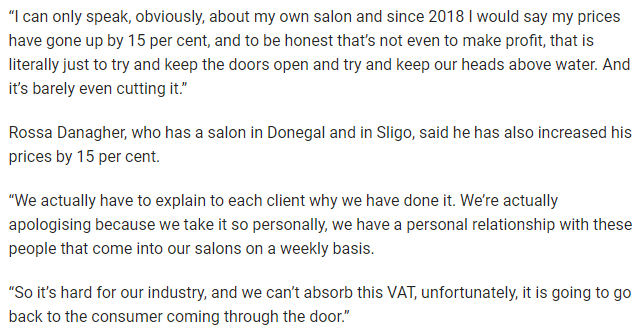 “I can only speak, obviously, about my own salon and since 2018 I would say my prices
have gone up by 15 per cent, and to be honest that’s not even to make profit, that is
literally just to try and keep the doors open and try and keep our heads above water. And
it’s barely even cutting it.”
Rossa Danagher, who has a salon in Donegal and in Sligo, said he has also increased his
prices by 15 per cent.
“We actually have to explain to each client why we have done it. We’re actually
apologising because we take it so personally, we have a personal relationship with these
people that come into our salons on a weekly basis.
“So it’s hard for our industry, and we can’t absorb this VAT, unfortunately, it is going to go
back to the consumer coming through the door.”